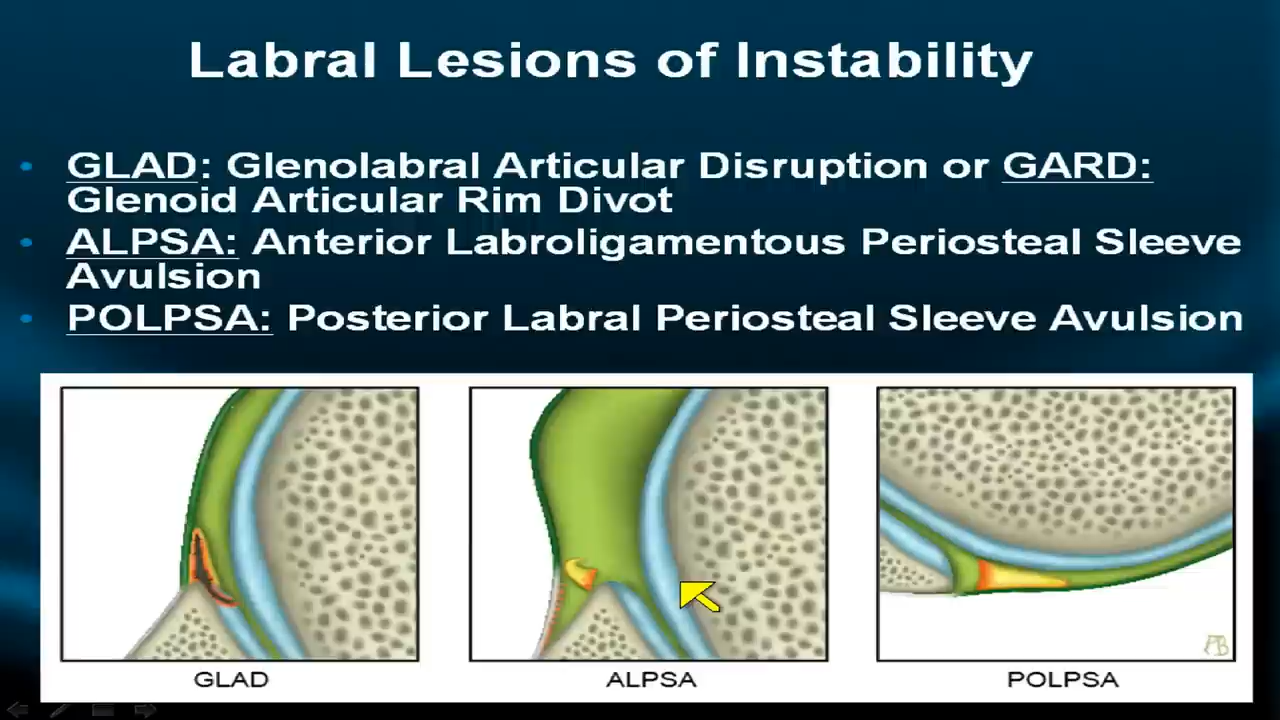 Labral Lesions of Instability
• GLAD: Glenolabral Articular Disruption or GARD:
Glenoid Articular Rim Divot
• ALPSA: Anterior Labroligamentous Periosteal Sleeve
Avulsion
• POLPSA: Posterior Labral Periosteal Sleeve Avulsion
GLAD
ALPSA
POLPSA